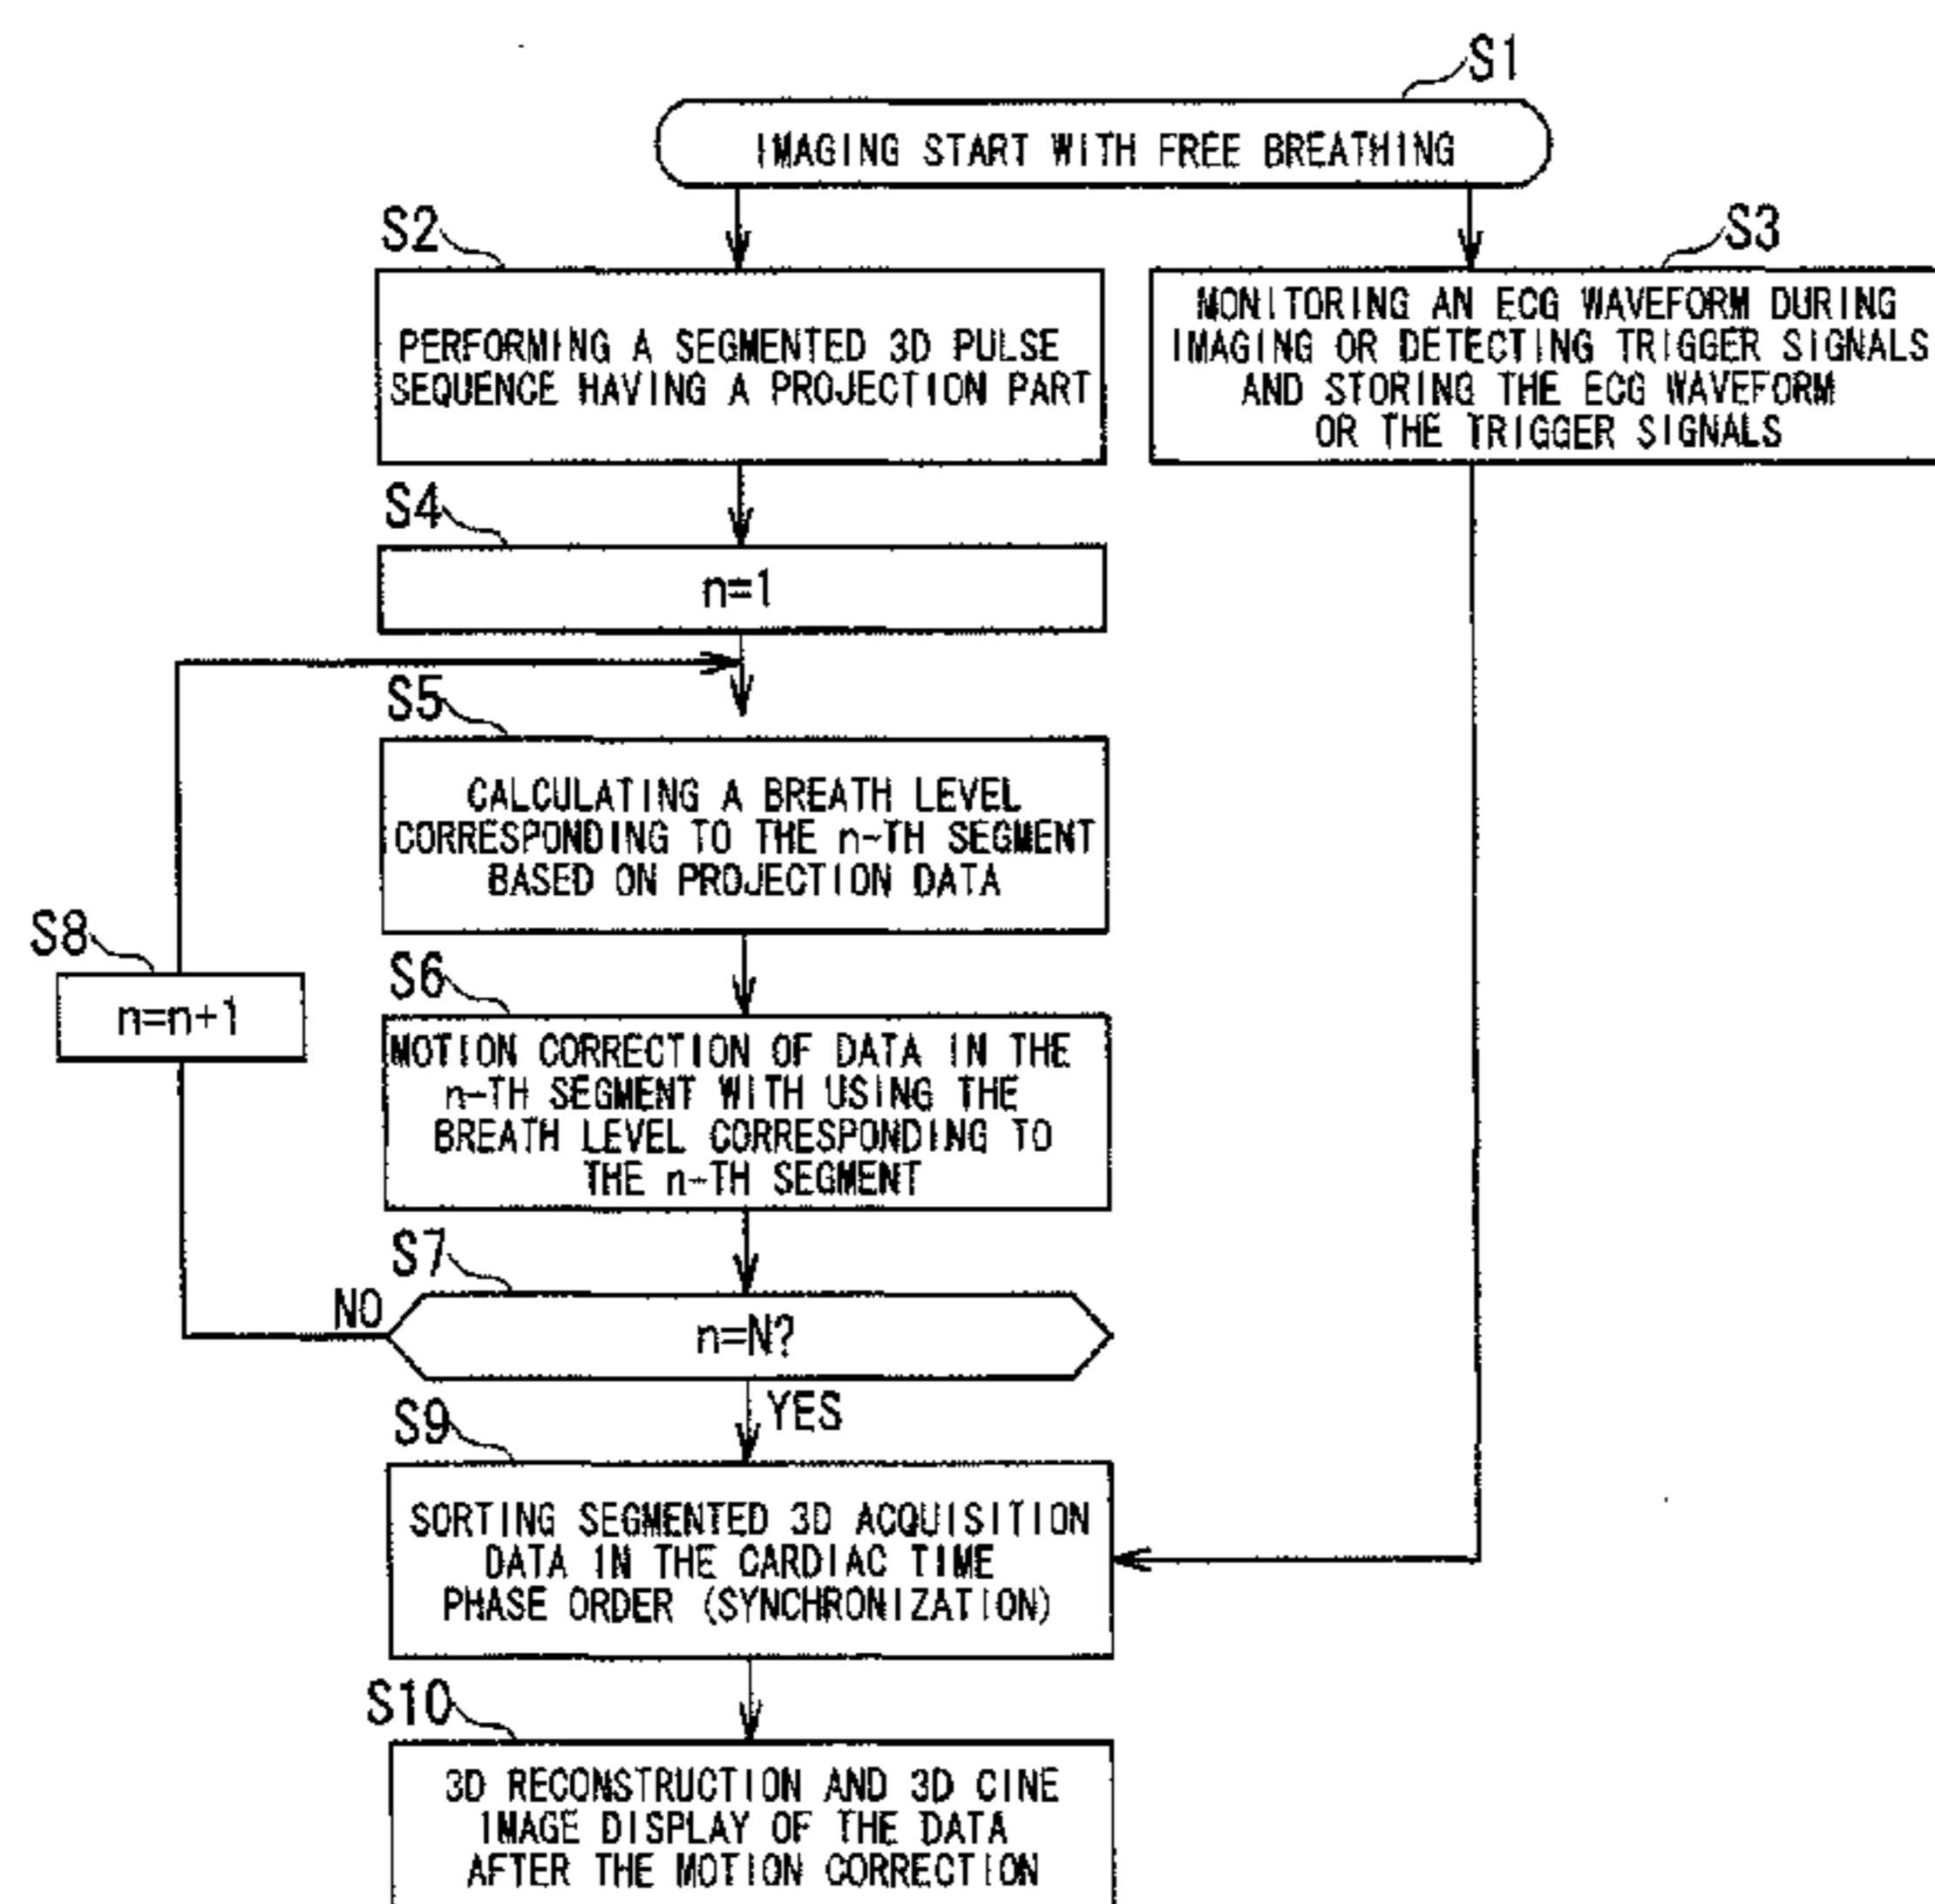 S1
IMAGING START WITH FREE BREATHING
S2
PERFORMING A SEGMENTED 3D PULSE
SEQUENCE HAVING A PROJECTION PART
S3
MONITORING AN ECG WAVEFORM DURING
IMAGING OR DETECTING TRIGGER SIGNALS
AND STORING THE ECG WAVEFORM
OR THE TRIGGER SIGNALS
S4
n=1
S5
CALCULATING A BREATH LEVEL
CORRESPONDING TO THE n-TH SEGMENT
BASED ON PROJECTION DATA
S8
n=n+1
S6
MOTION CORRECTION OF DATA IN THE
n-TH SEGMENT WITH USING THE
BREATH LEVEL CORRESPONDING TO
THE n-TH SEGMENT
S7
NO
n=N?
YES
S9
SORTING SEGMENTED 3D ACQUISITION
DATA IN THE CARDIAC TIME
PHASE ORDER (SYNCHRONIZATION)
S10
3D RECONSTRUCTION AND 3D CINE
IMAGE DISPLAY OF THE DATA
AFTER THE MOTION CORRECTION